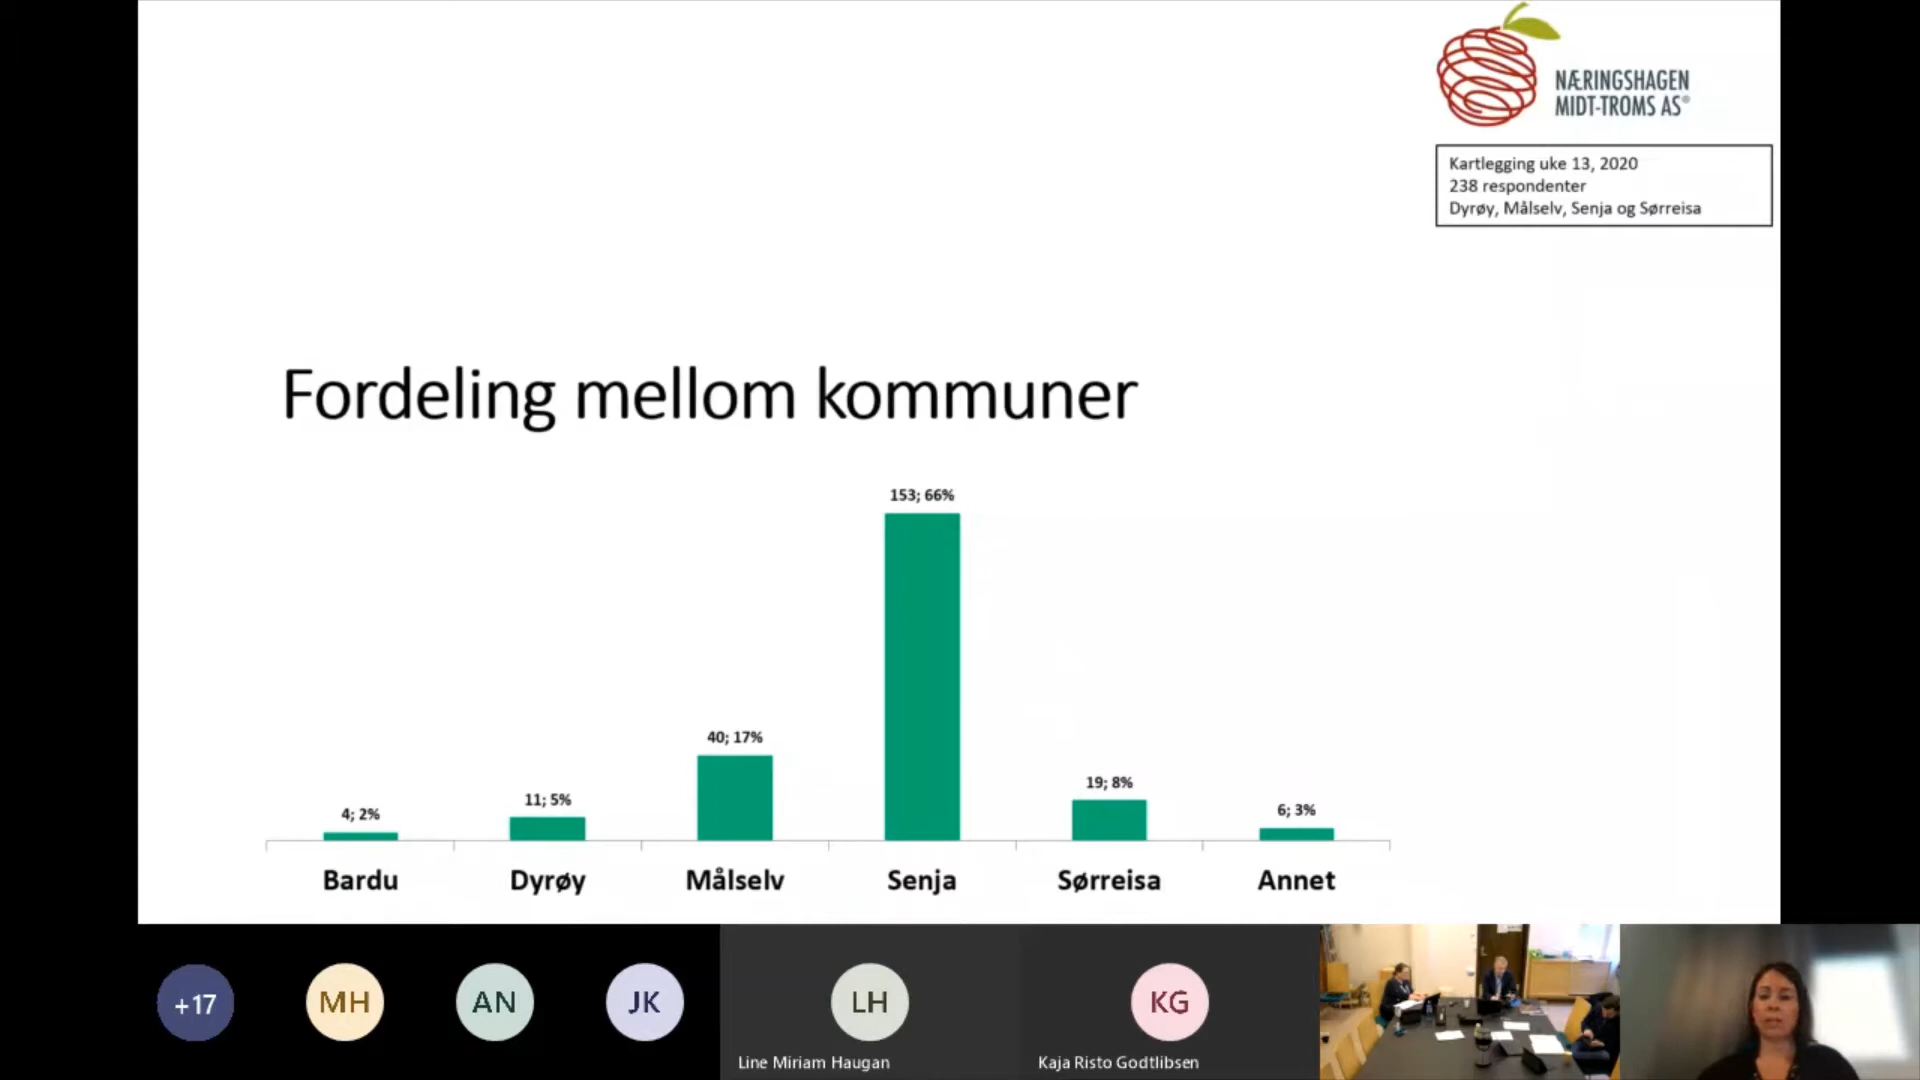 NÆRINGSHAGEN
MIDT-TROMS AS®
Kartlegging uke 13, 2020
238 respondenter
Dyrøy, Målselv, Senja og Sørreisa
Fordeling mellom kommuner
153; 66%
40; 17%
19; 8%
11; 5%
6; 3%
4; 2%
Bardu Dyrøy Målselv Senja Sørreisa Annet
+17 MH AN JK LH KG
Line Miriam Haugan Kaja Risto Godtlibsen